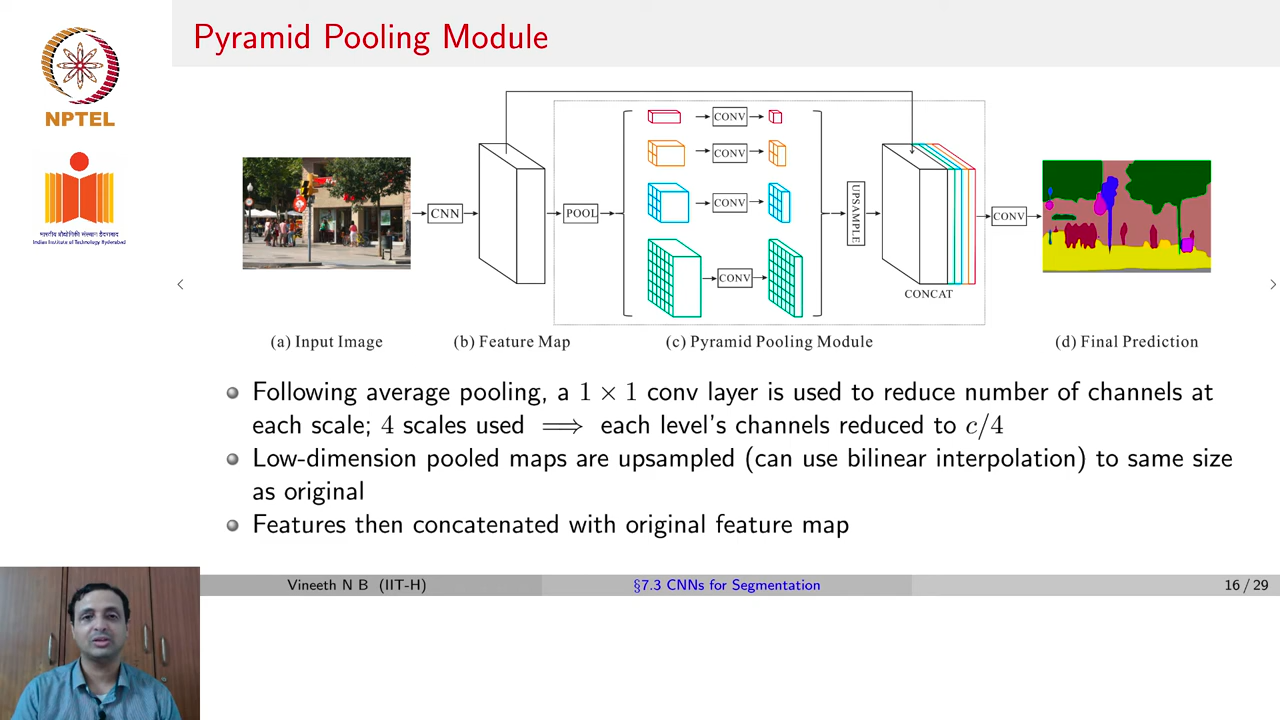 Pyramid Pooling Module
NPTEL
भारतीय प्रौद्योगिकी संस्थान हैदराबाद
Indian Institute of Technology Hyderabad
CNN
POOL
CONV
CONV
CONV
CONV
UPSAMPLE
CONCAT
CONV
(a) Input Image
(b) Feature Map
(c) Pyramid Pooling Module
(d) Final Prediction
Following average pooling, a 1 × 1 conv layer is used to reduce number of channels at
each scale; 4 scales used ⟹ each level's channels reduced to c/4
Low-dimension pooled maps are upsampled (can use bilinear interpolation) to same size
as original
Features then concatenated with original feature map
Vineeth N B (IIT-H)
§7.3 CNNs for Segmentation
16 / 29